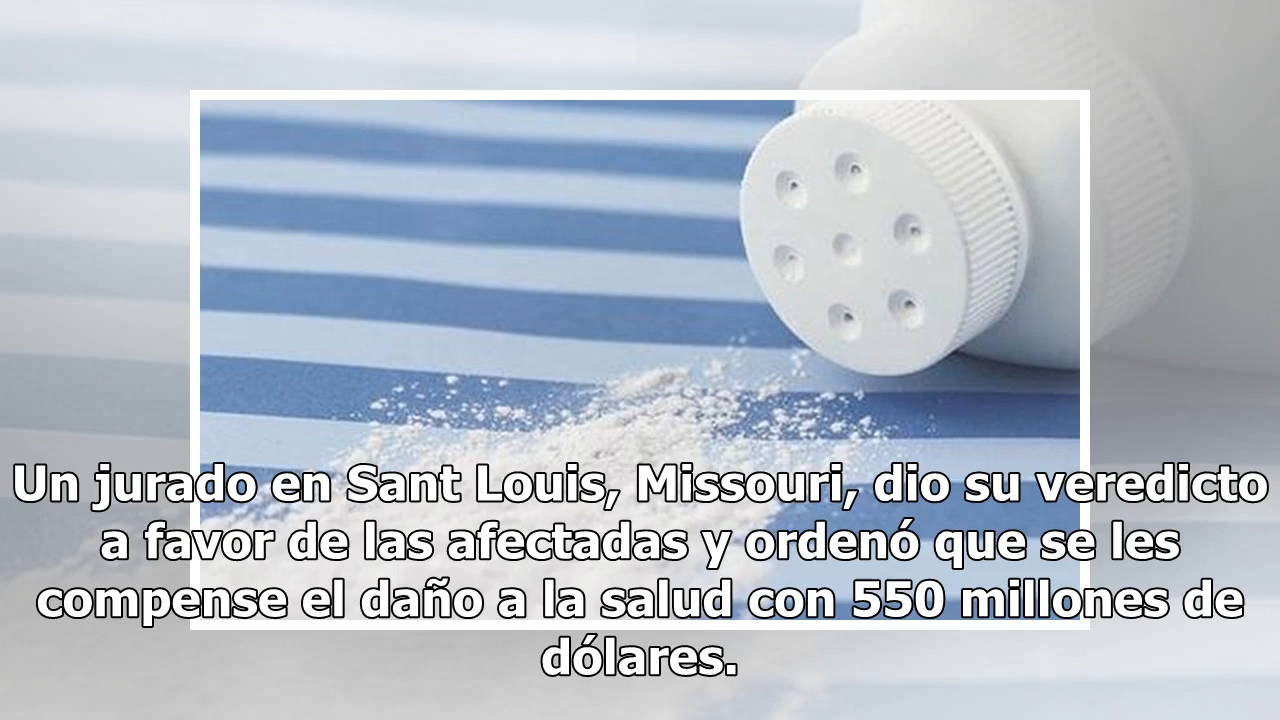 Un jurado en Sant Louis, Missouri, dio su veredicto
a favor de las afectadas y ordenó que se les
compense el daño a la salud con 550 millones de
dólares.